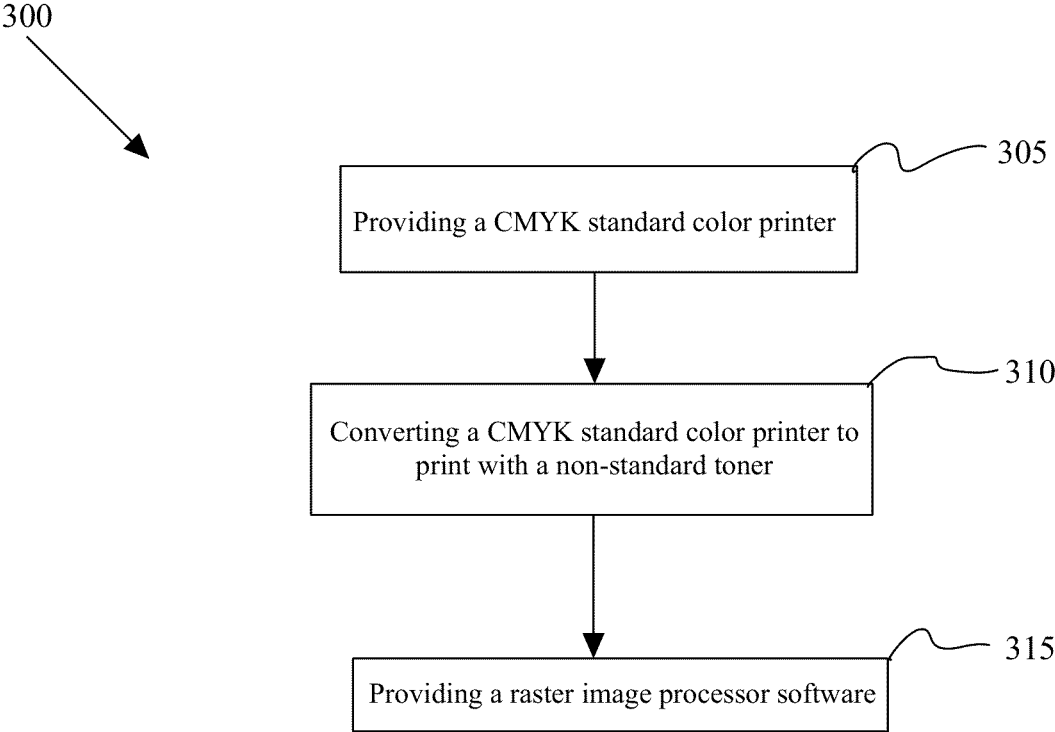 300
305
Providing a CMYK standard color printer
310
Converting a CMYK standard color printer to
print with a non-standard toner
315
Providing a raster image processor software